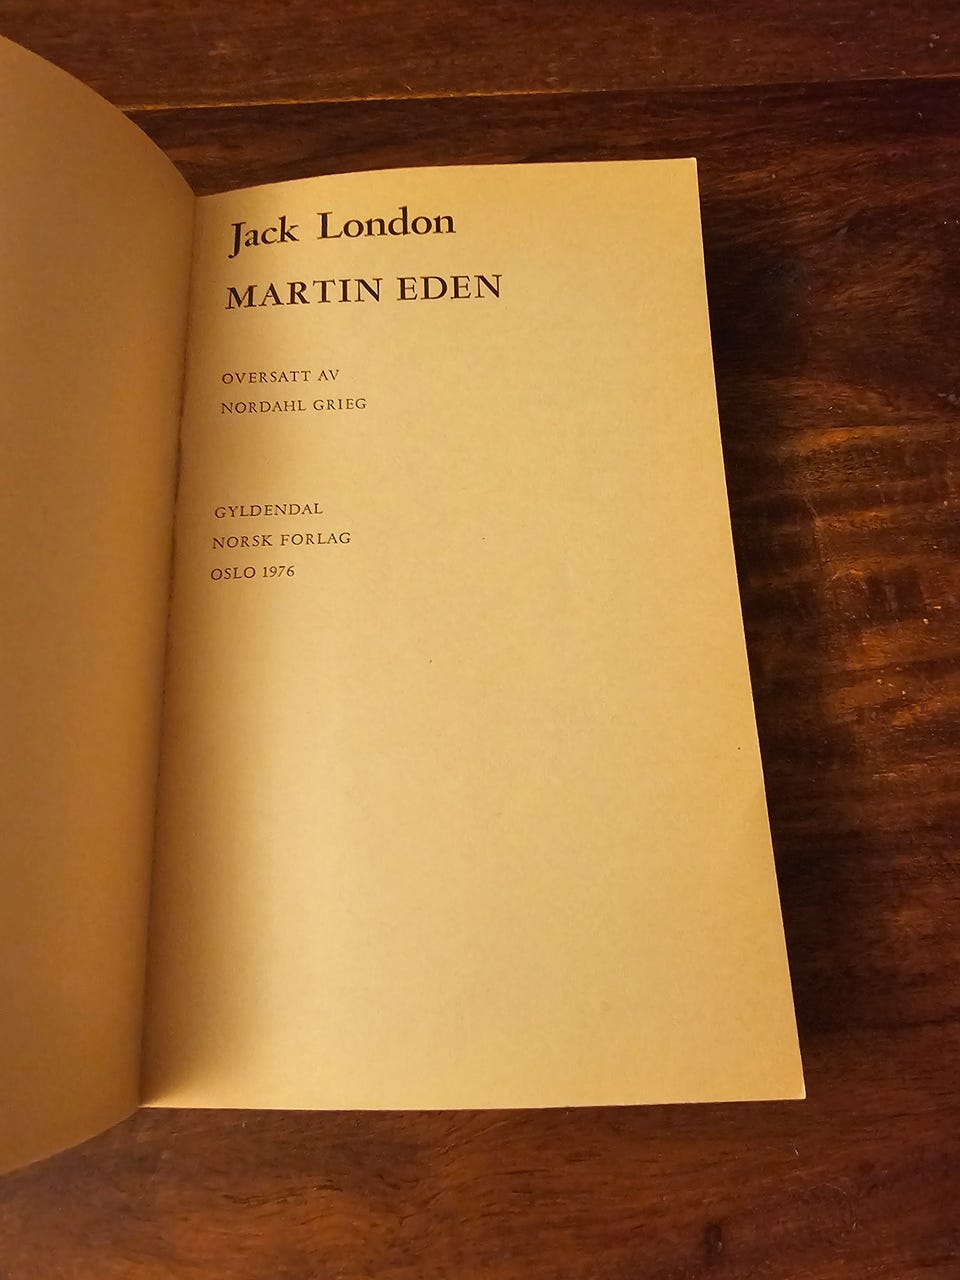 Jack London
MARTIN EDEN
OVERSATT AV
NORDAHL GRIEG
GYLDENDAL
NORSK FORLAG
OSLO 1976